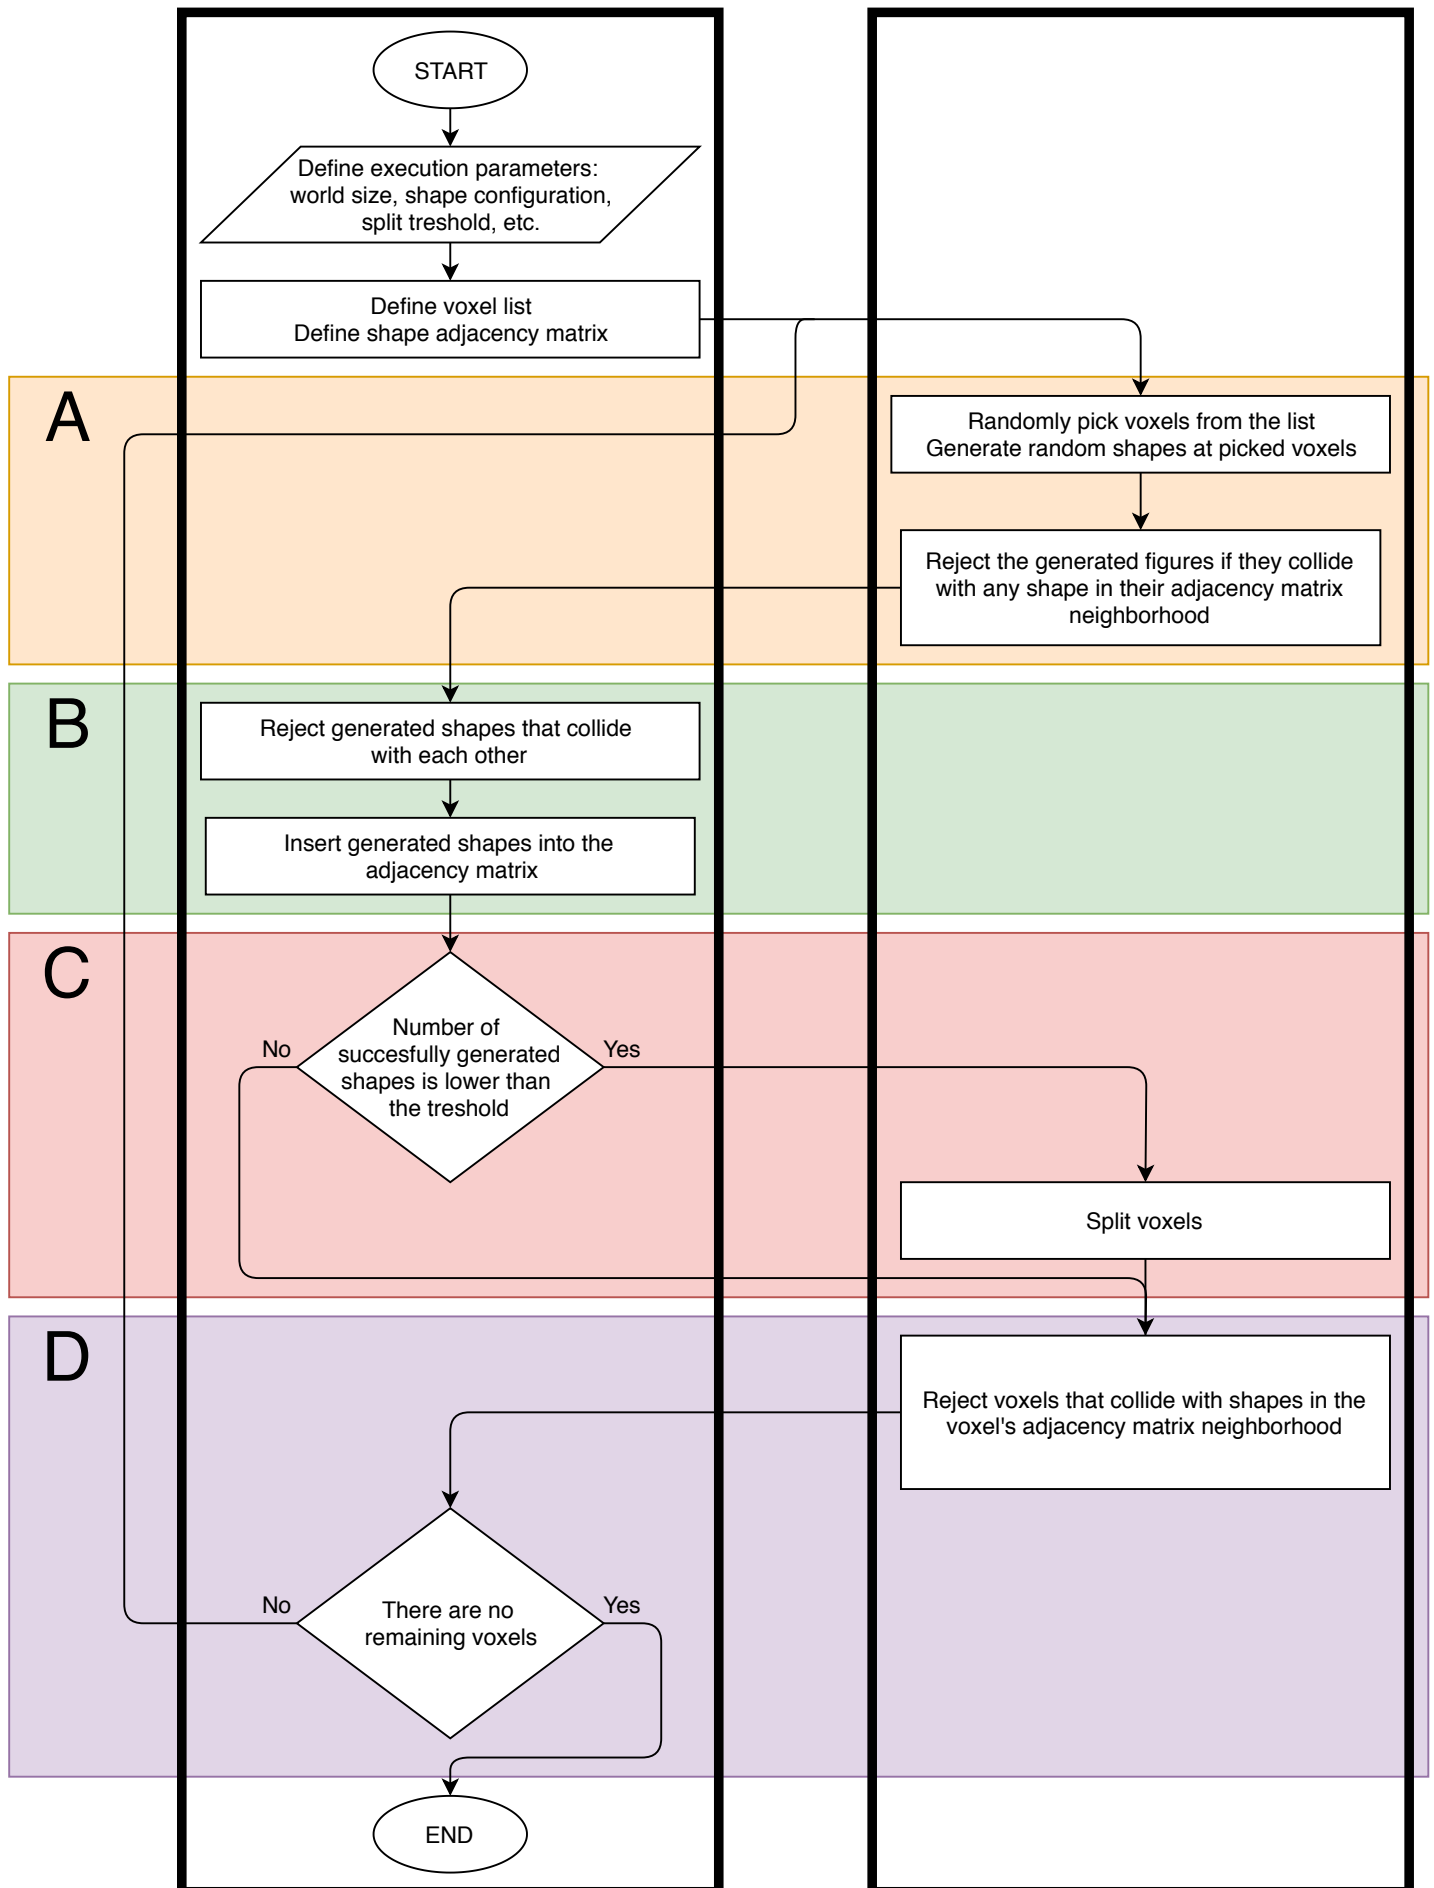 START
Define execution parameters:
world size, shape configuration,
split treshold, etc.
Define voxel list
Define shape adjacency matrix
A
Randomly pick voxels from the list
Generate random shapes at picked voxels
Reject the generated figures if they collide
with any shape in their adjacency matrix
neighborhood
B
Reject generated shapes that collide
with each other
Insert generated shapes into the
adjacency matrix
C
Number of
succesfully generated
shapes is lower than
the treshold
No
Yes
Split voxels
D
Reject voxels that collide with shapes in the
voxel's adjacency matrix neighborhood
There are no
remaining voxels
No
Yes
END